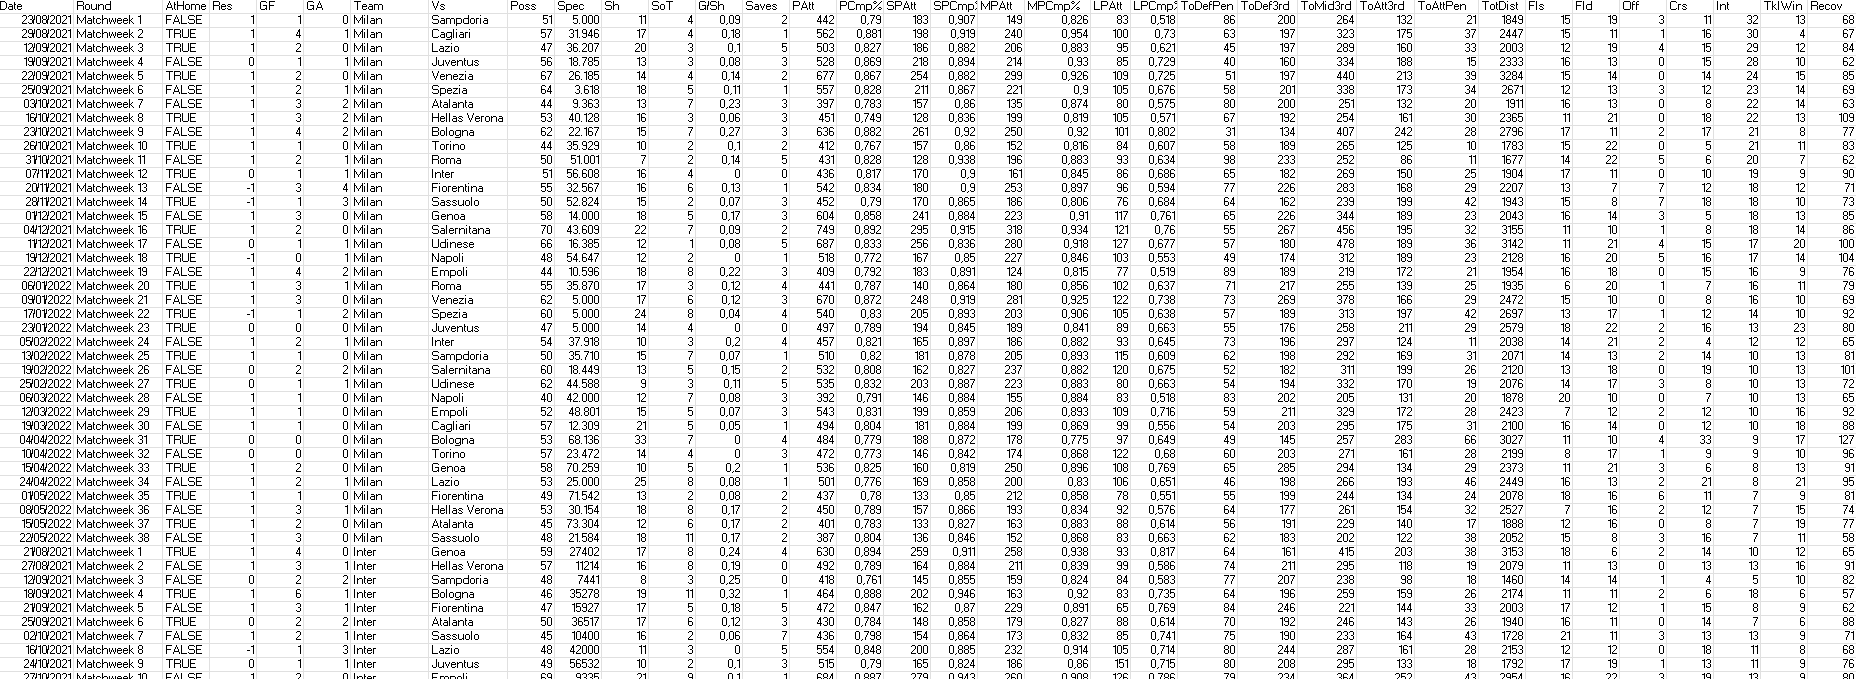 Date Round AtHome Res GF GA Team Vs Poss Spec Sh SoT G/Sh Saves PAtt PCmp% SPAtt SPCmp% MPAtt MPCmp% LPAtt LPCmp% ToDefPen ToDef3rd ToMid3rd ToAtt3rd ToAttPen TotDist Fls Fld Off Crs Int TklWin Recov
23/08/2021 Matchweek 1 FALSE 1 1 0 Milan Sampdoria 51 5.000 11 4 0,09 2 442 0,79 183 0,907 149 0,826 83 0,518 86 200 264 132 21 1849 15 19 3 11 32 13 68
29/08/2021 Matchweek 2 TRUE 1 4 1 Milan Cagliari 57 31.946 17 4 0,18 1 562 0,881 198 0,919 240 0,954 100 0,73 63 197 323 175 37 2447 15 11 1 16 30 4 67
12/09/2021 Matchweek 3 TRUE 1 2 0 Milan Lazio 47 36.207 20 3 0,1 5 503 0,827 186 0,882 206 0,883 95 0,621 45 197 289 160 33 2003 12 19 4 15 29 12 84
19/09/2021 Matchweek 4 FALSE 0 1 1 Milan Juventus 56 18.785 13 3 0,08 3 528 0,869 218 0,894 214 0,93 85 0,729 40 160 334 188 15 2333 16 13 0 15 28 10 62
22/09/2021 Matchweek 5 TRUE 1 2 0 Milan Venezia 67 26.185 14 4 0,14 2 677 0,867 254 0,882 299 0,926 109 0,725 51 197 440 213 39 3284 15 14 0 14 24 15 85
25/09/2021 Matchweek 6 FALSE 1 2 1 Milan Spezia 64 3.618 18 5 0,11 1 557 0,828 211 0,867 221 0,9 105 0,676 58 201 338 173 34 2671 12 13 3 12 23 14 69
03/10/2021 Matchweek 7 FALSE 1 3 2 Milan Atalanta 44 9.363 13 7 0,23 3 397 0,783 157 0,86 135 0,874 80 0,575 80 200 251 132 20 1911 16 13 0 8 22 14 63
16/10/2021 Matchweek 8 TRUE 1 3 2 Milan Hellas Verona 53 40.128 16 3 0,06 3 451 0,749 128 0,836 199 0,819 105 0,571 67 192 254 161 30 2365 11 21 0 18 22 13 109
23/10/2021 Matchweek 9 FALSE 1 4 2 Milan Bologna 62 22.167 15 7 0,27 3 636 0,882 261 0,92 250 0,92 101 0,802 31 134 407 242 28 2796 17 11 2 17 21 8 77
26/10/2021 Matchweek 10 TRUE 1 1 0 Milan Torino 44 35.929 10 2 0,1 2 412 0,767 157 0,86 152 0,816 84 0,607 58 189 265 125 10 1783 15 22 0 5 21 11 83
31/10/2021 Matchweek 11 FALSE 1 2 1 Milan Roma 50 51.001 7 2 0,14 5 431 0,828 128 0,938 196 0,883 93 0,634 98 233 252 86 11 1677 14 22 5 6 20 7 62
07/11/2021 Matchweek 12 TRUE 0 1 1 Milan Inter 51 56.608 16 4 0 0 436 0,817 170 0,9 161 0,845 86 0,686 65 182 269 150 25 1904 17 11 0 10 19 9 90
20/11/2021 Matchweek 13 FALSE -1 3 4 Milan Fiorentina 55 32.567 16 6 0,13 1 542 0,834 180 0,9 253 0,897 96 0,594 77 226 283 168 29 2207 13 7 7 12 18 12 71
28/11/2021 Matchweek 14 TRUE -1 1 3 Milan Sassuolo 50 52.824 15 2 0,07 3 452 0,79 170 0,865 186 0,806 76 0,684 64 162 239 199 42 1943 15 8 7 18 18 10 73
01/12/2021 Matchweek 15 FALSE 1 3 0 Milan Genoa 58 14.000 18 5 0,17 3 604 0,858 241 0,884 223 0,91 117 0,761 65 226 344 189 23 2043 16 14 3 5 18 13 85
04/12/2021 Matchweek 16 TRUE 1 2 0 Milan Salernitana 70 43.609 22 7 0,09 2 749 0,892 295 0,915 318 0,934 121 0,76 55 267 456 195 32 3155 11 10 1 8 18 14 86
11/12/2021 Matchweek 17 FALSE 0 1 1 Milan Udinese 66 16.385 12 1 0,08 5 687 0,833 256 0,836 280 0,918 127 0,677 57 180 478 189 36 3142 11 21 4 15 17 20 100
19/12/2021 Matchweek 18 TRUE -1 0 1 Milan Napoli 48 54.647 12 2 0 1 518 0,772 167 0,85 227 0,846 103 0,553 49 174 312 189 23 2128 16 20 5 16 17 14 104
22/12/2021 Matchweek 19 FALSE 1 4 2 Milan Empoli 44 10.596 18 8 0,22 3 409 0,792 183 0,891 124 0,815 77 0,519 89 189 219 172 21 1954 16 18 0 15 16 9 76
06/01/2022 Matchweek 20 TRUE 1 3 1 Milan Roma 55 35.870 17 3 0,12 4 441 0,787 140 0,864 180 0,856 102 0,637 71 217 255 139 25 1935 6 20 1 7 16 11 79
09/01/2022 Matchweek 21 FALSE 1 3 0 Milan Venezia 62 5.000 17 6 0,12 3 670 0,872 248 0,919 281 0,925 122 0,738 73 269 378 166 29 2472 15 10 0 8 16 10 69
17/01/2022 Matchweek 22 TRUE -1 1 2 Milan Spezia 60 5.000 24 8 0,04 4 540 0,83 205 0,893 203 0,906 105 0,638 57 189 313 197 42 2697 13 17 1 12 14 10 92
23/01/2022 Matchweek 23 TRUE 0 0 0 Milan Juventus 47 5.000 14 4 0 0 497 0,789 194 0,845 189 0,841 89 0,663 55 176 258 211 29 2579 18 22 2 16 13 23 80
05/02/2022 Matchweek 24 FALSE 1 2 1 Milan Inter 54 37.918 10 3 0,2 4 457 0,821 165 0,897 186 0,882 93 0,645 73 196 297 124 11 2038 14 21 2 4 12 12 65
13/02/2022 Matchweek 25 TRUE 1 1 0 Milan Sampdoria 50 35.710 15 7 0,07 1 510 0,82 181 0,878 205 0,893 115 0,609 62 198 292 169 31 2071 13 14 2 14 10 13 81
19/02/2022 Matchweek 26 FALSE 0 2 2 Milan Salernitana 60 18.449 13 5 0,15 2 532 0,808 162 0,827 237 0,882 120 0,675 52 182 311 199 26 2120 13 18 0 19 10 13 101
25/02/2022 Matchweek 27 TRUE 0 1 1 Milan Udinese 62 44.588 9 3 0,11 5 535 0,832 203 0,887 223 0,883 80 0,663 54 194 332 170 19 2076 14 17 3 8 10 13 72
06/03/2022 Matchweek 28 FALSE 1 1 0 Milan Napoli 40 42.000 12 7 0,08 3 392 0,791 146 0,884 155 0,884 83 0,518 83 202 205 131 20 1878 20 10 0 7 10 13 65
12/03/2022 Matchweek 29 TRUE 1 1 0 Milan Empoli 52 48.801 15 5 0,07 3 543 0,831 199 0,859 206 0,893 109 0,716 59 211 329 172 28 2423 7 12 2 12 10 16 92
19/03/2022 Matchweek 30 FALSE 1 1 0 Milan Cagliari 57 12.309 21 5 0,05 1 494 0,804 181 0,884 199 0,869 99 0,556 54 203 295 175 31 2100 16 14 0 12 10 18 88
04/04/2022 Matchweek 31 TRUE 0 0 0 Milan Bologna 53 68.136 33 7 0 4 484 0,779 188 0,872 178 0,775 97 0,649 49 145 257 283 66 3027 11 10 4 33 9 17 127
10/04/2022 Matchweek 32 FALSE 0 0 0 Milan Torino 57 23.472 14 4 0 3 472 0,773 146 0,842 174 0,868 122 0,68 60 203 271 161 28 2199 8 17 1 9 9 10 96
15/04/2022 Matchweek 33 TRUE 1 2 0 Milan Genoa 58 70.259 10 5 0,2 1 536 0,825 160 0,819 250 0,896 108 0,769 65 285 294 134 29 2373 11 21 3 6 8 13 91
24/04/2022 Matchweek 34 FALSE 1 2 1 Milan Lazio 53 25.000 25 8 0,08 1 501 0,776 169 0,858 200 0,83 106 0,651 46 198 266 193 46 2449 16 13 2 21 8 21 95
01/05/2022 Matchweek 35 TRUE 1 1 0 Milan Fiorentina 49 71.542 13 2 0,08 2 437 0,78 133 0,85 212 0,858 78 0,551 55 199 244 134 24 2078 18 16 6 11 7 9 81
08/05/2022 Matchweek 36 FALSE 1 3 1 Milan Hellas Verona 53 30.154 18 8 0,17 2 450 0,789 157 0,866 193 0,834 92 0,576 64 177 261 154 32 2527 7 16 2 12 7 15 74
15/05/2022 Matchweek 37 TRUE 1 2 0 Milan Atalanta 45 73.304 12 6 0,17 2 401 0,783 133 0,827 163 0,883 88 0,614 56 191 229 140 17 1888 12 16 0 8 7 19 77
22/05/2022 Matchweek 38 FALSE 1 3 0 Milan Sassuolo 48 21.584 18 11 0,17 2 387 0,804 136 0,846 152 0,868 83 0,663 62 183 202 122 38 2052 15 8 3 16 7 11 58
21/08/2021 Matchweek 1 TRUE 1 4 0 Inter Genoa 59 27402 17 8 0,24 4 630 0,894 259 0,911 258 0,938 93 0,817 64 161 415 203 38 3153 18 6 2 14 10 12 65
27/08/2021 Matchweek 2 FALSE 1 3 1 Inter Hellas Verona 57 11214 16 8 0,19 0 492 0,789 164 0,884 211 0,839 99 0,586 74 211 295 118 19 2079 11 13 0 13 13 16 91
12/09/2021 Matchweek 3 FALSE 0 2 2 Inter Sampdoria 48 7441 8 3 0,25 0 418 0,761 145 0,855 159 0,824 84 0,583 77 207 238 98 18 1460 14 14 1 4 5 10 82
18/09/2021 Matchweek 4 TRUE 1 6 1 Inter Bologna 46 35278 19 11 0,32 1 464 0,888 202 0,946 163 0,92 83 0,735 64 196 259 159 26 2174 11 11 2 6 18 6 57
21/09/2021 Matchweek 5 FALSE 1 3 1 Inter Fiorentina 47 15927 17 5 0,18 5 472 0,847 162 0,87 229 0,891 65 0,769 84 246 221 144 33 2003 17 12 1 15 8 9 62
25/09/2021 Matchweek 6 TRUE 0 2 2 Inter Atalanta 50 36517 17 6 0,12 3 430 0,784 148 0,858 179 0,827 88 0,614 70 192 246 143 26 1940 16 10 0 14 7 6 88
02/10/2021 Matchweek 7 FALSE 1 2 1 Inter Sassuolo 45 10400 16 2 0,06 7 436 0,798 154 0,864 173 0,832 85 0,741 75 190 233 164 43 1728 21 11 3 13 13 9 71
16/10/2021 Matchweek 8 FALSE -1 1 3 Inter Lazio 48 42000 11 3 0 5 554 0,848 200 0,885 232 0,914 105 0,714 80 244 287 161 28 2153 12 12 0 18 11 8 68
24/10/2021 Matchweek 9 TRUE 0 1 1 Inter Juventus 49 56532 10 2 0,1 3 515 0,79 165 0,824 186 0,86 151 0,715 80 208 295 133 18 1792 17 19 1 13 11 9 76
27/10/2021 Matchweek 10 FALSE 1 2 0 Inter Empoli 69 9335 21 9 0,1 1 684 0,887 279 0,943 260 0,908 126 0,786 79 234 364 252 43 2954 16 22 3 19 10 9 80